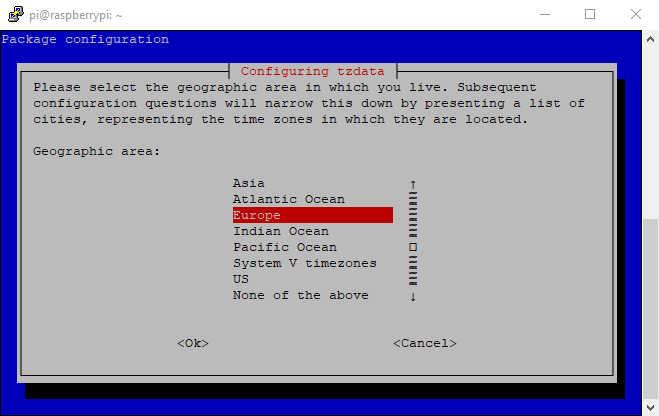 pi@raspberrypi: ~
Package configuration
Configuring tzdata
Please select the geographic area in which you live. Subsequent
configuration questions will narrow this down by presenting a list of
cities, representing the time zones in which they are located.
Geographic area:
Asia
Atlantic Ocean
Europe
Indian Ocean
Pacific Ocean
System V timezones
US
None of the above
<Ok> <Cancel>